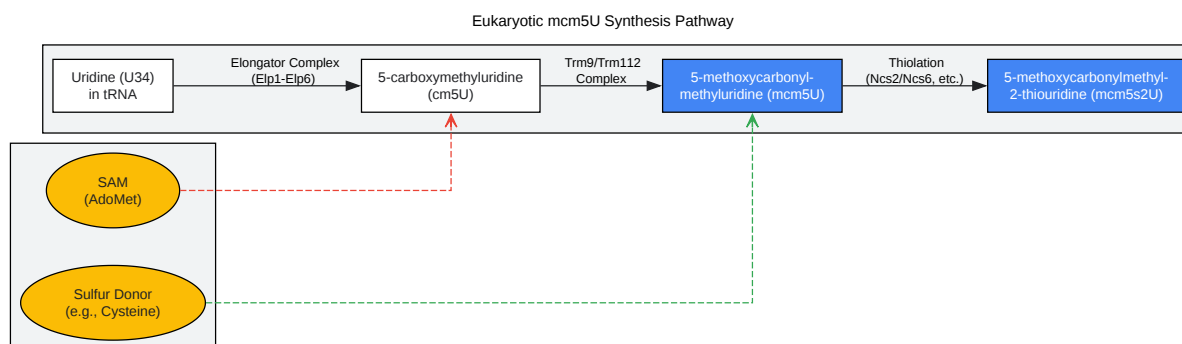 Eukaryotic mcm5U Synthesis Pathway
Uridine (U34)
in tRNA
Elongator Complex
(Elp1-Elp6)
5-carboxymethyluridine
(cm5U)
Trm9/Trm112
Complex
5-methoxycarbonyl-
methyluridine (mcm5U)
Thiolation
(Ncs2/Ncs6, etc.)
5-methoxycarbonylmethyl-
2-thiouridine (mcm5s2U)
SAM
(AdoMet)
Sulfur Donor
(e.g., Cysteine)